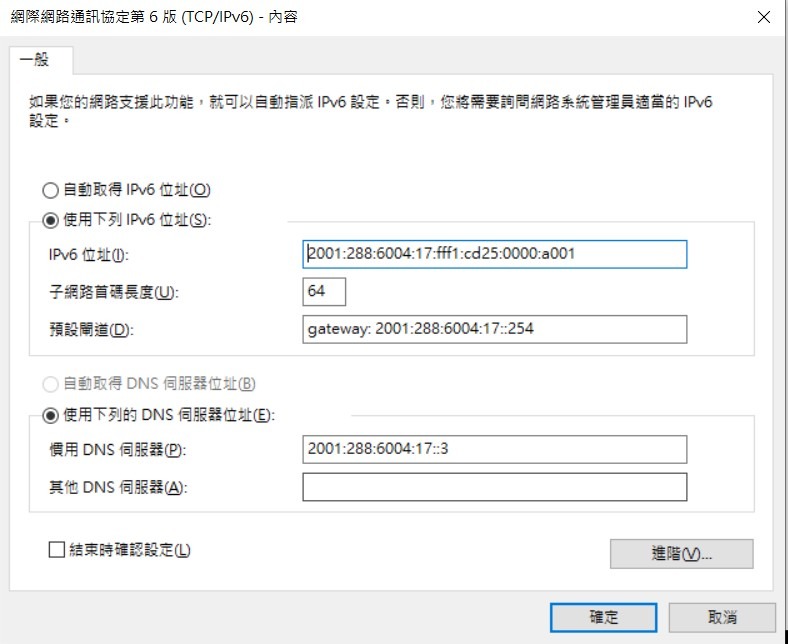 網際網路通訊協定第 6 版 (TCP/IPv6) - 內容
一般
如果您的網路支援此功能，就可以自動指派 IPv6 設定。否則，您將需要詢問網路系統管理員適當的 IPv6
設定。
自動取得 IPv6 位址(O)
使用下列 IPv6 位址(S):
IPv6 位址(I):
2001:288:6004:17:fff1:cd25:0000:a001
子網路首碼長度(U):
64
預設閘道(D):
gateway: 2001:288:6004:17::254
自動取得 DNS 伺服器位址(B)
使用下列的 DNS 伺服器位址(E):
慣用 DNS 伺服器(P):
2001:288:6004:17::3
其他 DNS 伺服器(A):
結束時確認設定(L)
進階(V)...
確定
取消